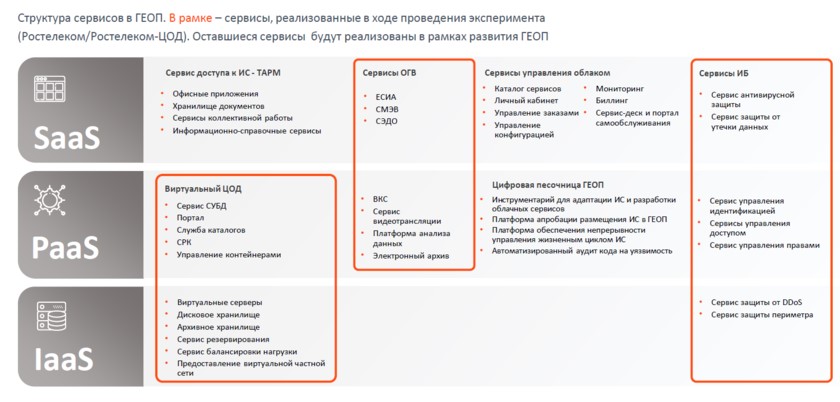 Структура сервисов в ГЕОП. В рамке – сервисы, реализованные в ходе проведения эксперимента
(Ростелеком/Ростелеком-ЦОД). Оставшиеся сервисы будут реализованы в рамках развития ГЕОП
SaaS
Сервис доступа к ИС - ТАРМ
• Офисные приложения
• Хранилище документов
• Сервисы коллективной работы
• Информационно-справочные сервисы
Сервисы ОГВ
• ЕСИА
• СМЭВ
• СЭДО
Сервисы управления облаком
• Каталог сервисов
• Личный кабинет
• Управление заказами
• Управление
конфигурацией
• Мониторинг
• Биллинг
• Сервис-деск и портал
самообслуживания
Сервисы ИБ
• Сервис антивирусной
защиты
• Сервис защиты от
утечки данных
PaaS
Виртуальный ЦОД
• Сервис СУБД
• Портал
• Служба каталогов
• СРК
• Управление контейнерами
• ВКС
• Сервис
видеотрансляции
• Платформа анализа
данных
• Электронный архив
Цифровая песочница ГЕОП
• Инструментарий для адаптации ИС и разработки
облачных сервисов
• Платформа апробации размещения ИС в ГЕОП
• Платформа обеспечения непрерывности
управления жизненным циклом ИС
• Автоматизированный аудит кода на уязвимость
• Сервис управления
идентификацией
• Сервисы управления
доступом
• Сервис управления правами
IaaS
• Виртуальные серверы
• Дисковое хранилище
• Архивное хранилище
• Сервис резервирования
• Сервис балансировки нагрузки
• Предоставление виртуальной частной
сети
• Сервис защиты от DDoS
• Сервис защиты периметра